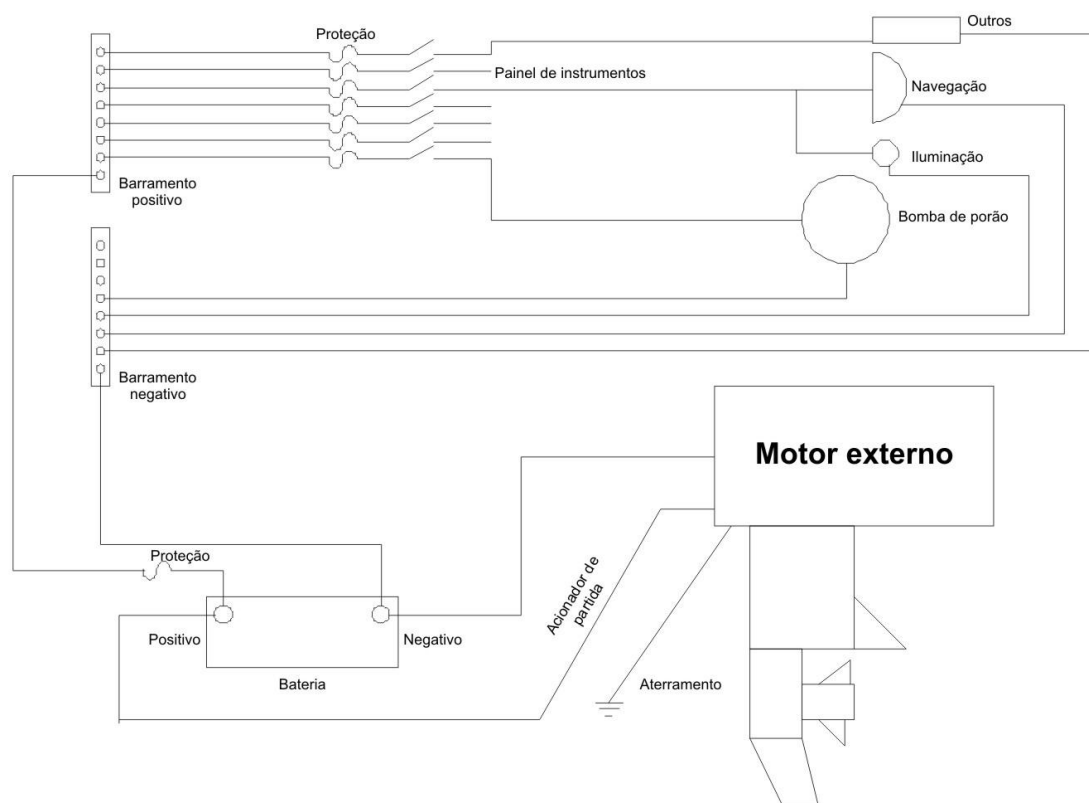 Outros
Proteção
Painel de instrumentos
Navegação
Iluminação
Barramento
positivo
Bomba de porão
Barramento
negativo
Motor externo
Proteção
Acionador de
partida
Positivo
Negativo
Bateria
Aterramento